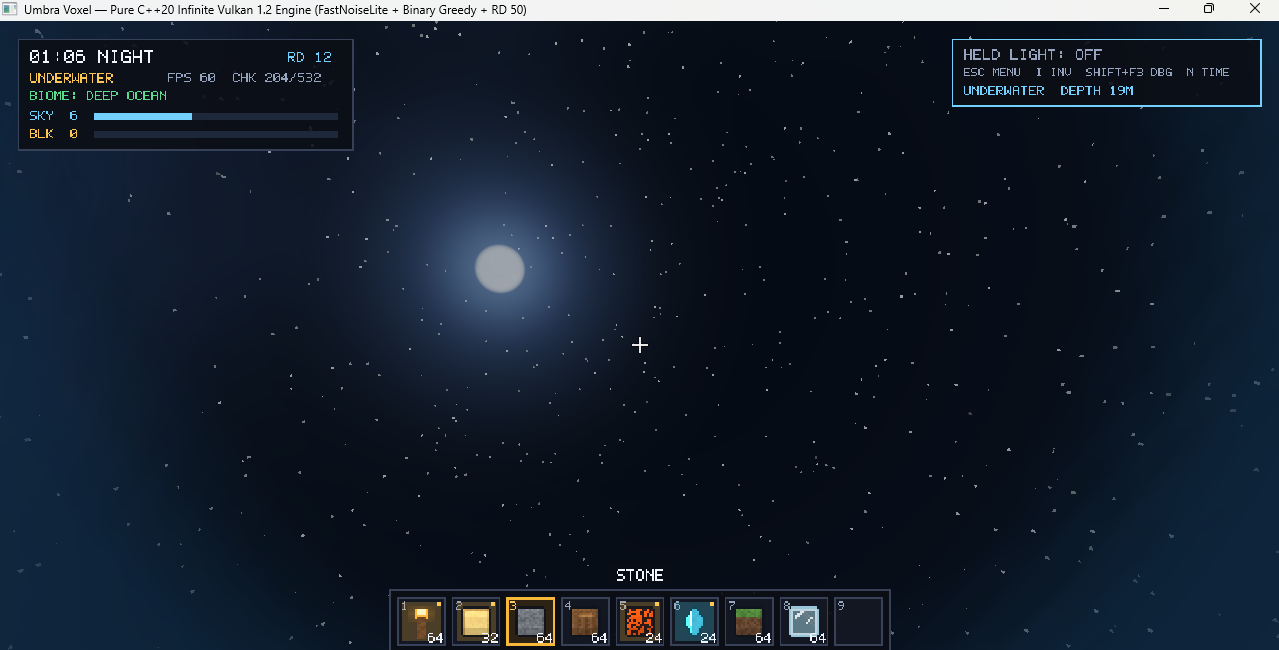 Umbra Voxel — Pure C++20 Infinite Vulkan 1.2 Engine (FastNoiseLite + Binary Greedy + RD 50)
01:06 NIGHT RD 12
UNDERWATER FPS 60 CHK 204/532
BIOME: DEEP OCEAN
SKY 6
BLK 0
HELD LIGHT: OFF
ESC MENU I INV SHIFT+F3 DBG N TIME
UNDERWATER DEPTH 19M
STONE
1 2 3 4 5 6 7 8 9
64 32 64 64 24 24 64 64